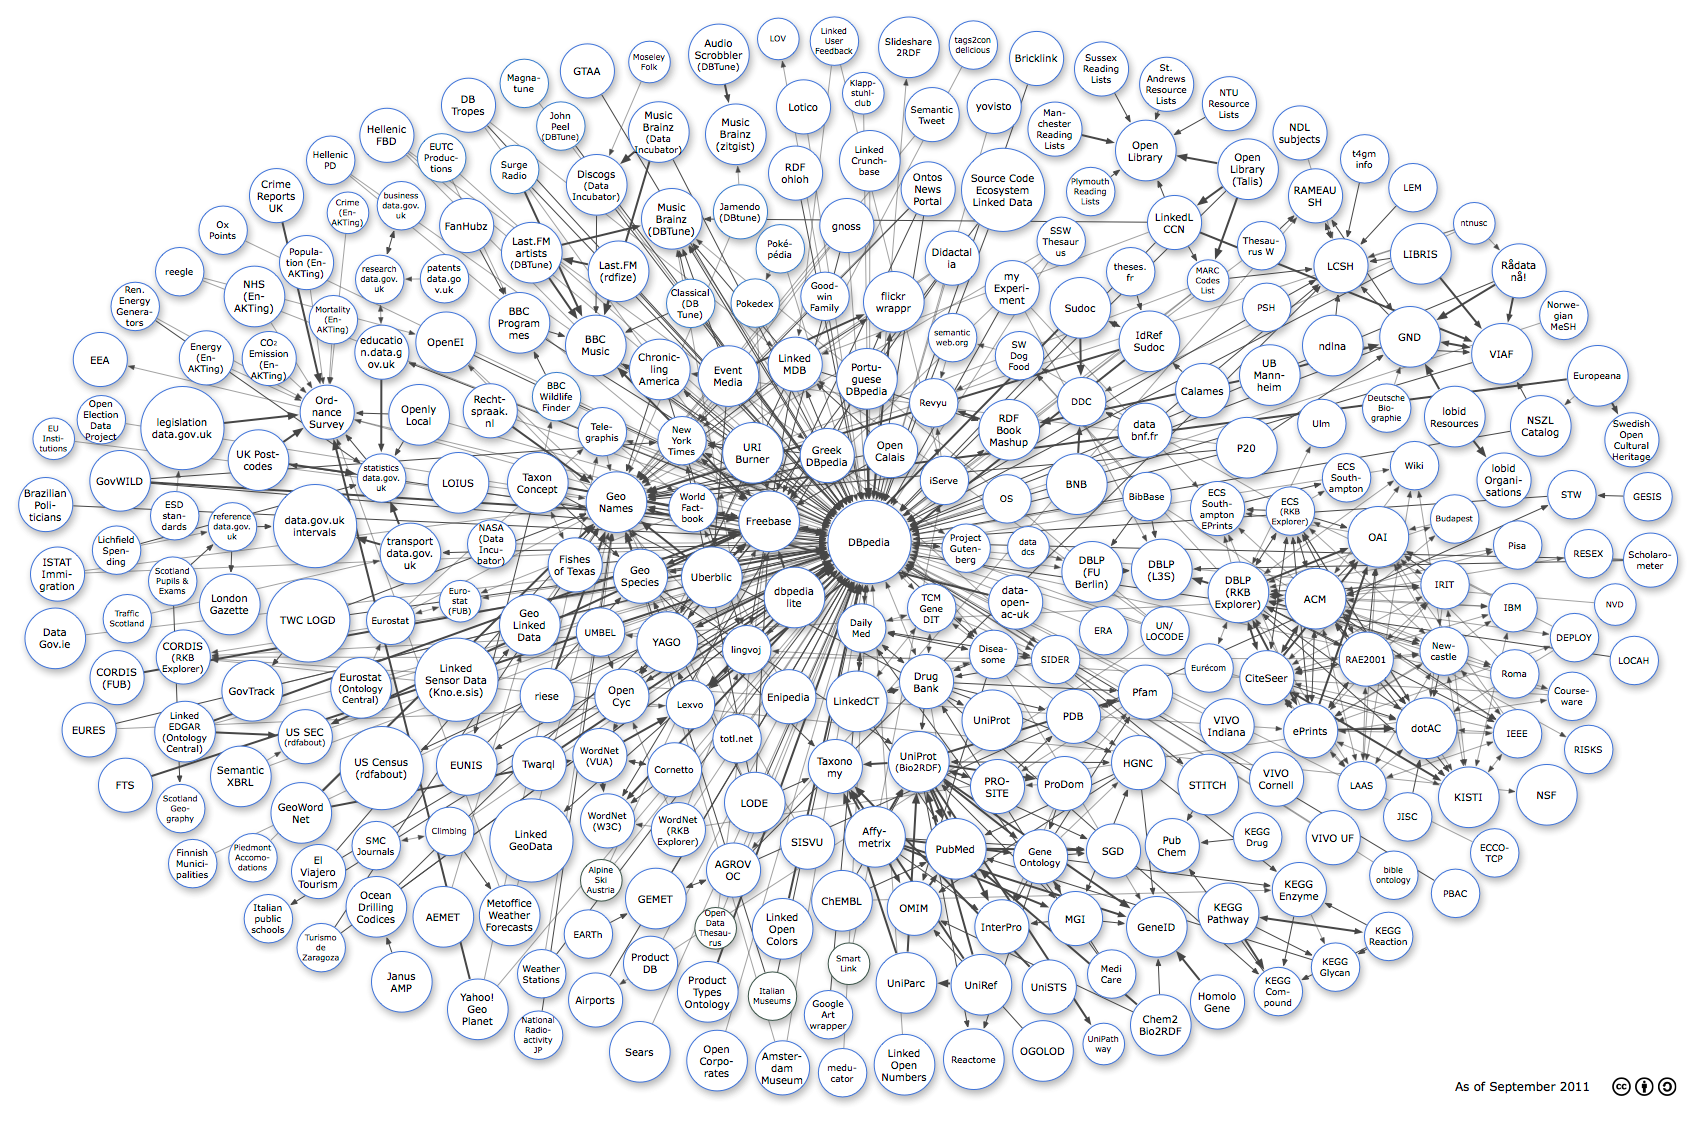 Audio
Scrobbler
(DBTune)
LOV
Linked
User
Feedback
Slideshare
2RDF
tags2con
delicious
Bricklink
Sussex
Reading
Lists
St.
Andrews
Resource
Lists
NTU
Resource
Lists
Moseley
Folk
GTAA
Magna-
tune
DB
Tropes
John
Peel
(DBTune)
Music
Brainz
(Data
Incubator)
Music
Brainz
(zitgist)
Lotico
Klapp-
stuhl-
club
Semantic
Tweet
yovisto
Man-
chester
Reading
Lists
Open
Library
NDL
subjects
Hellenic
FBD
Hellenic
PD
EUTC
Produc-
tions
Surge
Radio
Discogs
(Data
Incubator)
RDF
ohloh
Linked
Crunch-
base
Ontos
News
Portal
Source Code
Ecosystem
Linked Data
Plymouth
Reading
Lists
Open
Library
(Talis)
t4gm
info
RAMEAU
SH
LEM
Crime
Reports
UK
Crime
(En-
AKTing)
business
data.gov.
uk
FanHubz
Last.FM
artists
(DBTune)
Last.FM
(rdfize)
Music
Brainz
(DBTune)
Jamendo
(DBtune)
Poké-
pédia
gnoss
Didactal
ia
SSW
Thesaur
us
LinkedL
CCN
Thesau-
rus W
LCSH
LIBRIS
ntnusc
Rådata
nå!
Ox
Points
reegle
Popula-
tion (En-
AKTing)
research
data.gov.
uk
patents
data.go
v.uk
NHS
(En-
AKTing)
Ren.
Energy
Genera-
tors
Mortality
(En-
AKTing)
BBC
Program
mes
Classical
(DB
Tune)
Pokedex
Good-
win
Family
flickr
wrappr
my
Experi-
ment
theses.
fr
MARC
Codes
List
Sudoc
IdRef
Sudoc
PSH
GND
VIAF
Norwe-
gian
MeSH
EEA
Energy
(En-
AKTing)
CO2
Emission
(En-
AKTing)
educatio
n.data.g
ov.uk
OpenEI
BBC
Music
Chronic-
ling
America
Event
Media
Linked
MDB
Portu-
guese
DBpedia
semantic
web.org
SW
Dog
Food
UB
Mann-
heim
ndlna
Calames
Europeana
Deutsche
Bio-
graphie
Open
Election
Data
Project
EU
Insti-
tutions
legislation
data.gov.uk
Ord-
nance
Survey
Openly
Local
Recht-
spraak.
nl
BBC
Wildlife
Finder
Tele-
graphis
New
York
Times
URI
Burner
Greek
DBpedia
Open
Calais
Revyu
RDF
Book
Mashup
DDC
data
bnf.fr
P20
Ulm
lobid
Resources
NSZL
Catalog
Swedish
Open
Cultural
Heritage
UK Post-
codes
GovWILD
statistics
data.gov.
uk
LOIUS
Taxon
Concept
Geo
Names
World
Fact-
book
Freebase
DBpedia
iServe
OS
BNB
BibBase
ECS
South-
ampton
EPrints
ECS
(RKB
Explorer)
ECS
South-
ampton
Wiki
lobid
Organi-
sations
STW
GESIS
Brazilian
Poli-
ticians
ESD
stan-
dards
reference
data.gov.
uk
data.gov.uk
intervals
transport
data.gov.
uk
NASA
(Data
Incu-
bator)
Fishes
of Texas
Geo
Species
Uberblic
dbpedia
lite
Project
Guten-
berg
data
dcs
DBLP
(FU
Berlin)
DBLP
(L3S)
DBLP
(RKB
Explorer)
ACM
OAI
Budapest
Pisa
RESEX
Scholaro-
meter
Lichfield
Spen-
ding
ISTAT
Immi-
gration
Scotland
Pupils &
Exams
London
Gazette
Traffic
Scotland
Data
Gov.ie
TWC LOGD
Eurostat
Euro-
stat
(FUB)
Geo
Linked
Data
UMBEL
YAGO
lingvoj
Daily
Med
TCM
Gene
DIT
data-
open-
ac-uk
ERA
UN/
LOCODE
IRIT
IBM
NVD
DEPLOY
LOCAH
CORDIS
(RKB
Explorer)
CORDIS
(FUB)
GovTrack
Eurostat
(Ontology
Central)
Linked
Sensor Data
(Kno.e.sis)
riese
Open
Cyc
Lexvo
Enipedia
LinkedCT
Drug
Bank
Disea-
some
SIDER
Pfam
Eurécom
CiteSeer
RAE2001
New-
castle
Roma
Course-
ware
EURES
Linked
EDGAR
(Ontology
Central)
US SEC
(rdfabout)
totl.net
UniProt
PDB
VIVO
Indiana
ePrints
dotAC
IEEE
RISKS
FTS
Semantic
XBRL
US Census
(rdfabout)
EUNIS
Twarql
WordNet
(VUA)
Cornetto
Taxono
my
UniProt
(Bio2RDF)
PRO-
SITE
ProDom
HGNC
STITCH
VIVO
Cornell
LAAS
KISTI
NSF
Scotland
Geo-
graphy
GeoWord
Net
Climbing
Linked
GeoData
WordNet
(W3C)
WordNet
(RKB
Explorer)
LODE
SISVU
Affy-
metrix
PubMed
Gene
Ontology
SGD
Pub
Chem
KEGG
Drug
VIVO UF
JISC
ECCO-
TCP
Finnish
Munici-
palities
Piedmont
Accomo-
dations
El
Viajero
Tourism
SMC
Journals
Alpine
Ski
Austria
AGROV
OC
GEMET
ChEMBL
OMIM
InterPro
MGI
GeneID
KEGG
Pathway
KEGG
Enzyme
bible
ontology
PBAC
Italian
public
schools
Turismo
de
Zaragoza
Ocean
Drilling
Codices
AEMET
Metoffice
Weather
Forecasts
EARTh
Open
Data
Thesau-
rus
Linked
Open
Colors
Smart
Link
KEGG
Reaction
KEGG
Glycan
Janus
AMP
Yahoo!
Geo
Planet
Weather
Stations
Product
DB
Airports
Product
Types
Ontology
Italian
Museums
Google
Art
wrapper
UniParc
UniRef
UniSTS
Medi
Care
Chem2
Bio2RDF
Homolo
Gene
KEGG
Com-
pound
National
Radio-
activity
JP
Sears
Open
Corpo-
rates
Amster-
dam
Museum
medu-
cator
Linked
Open
Numbers
Reactome
OGOLOD
UniPath
way
As of September 2011